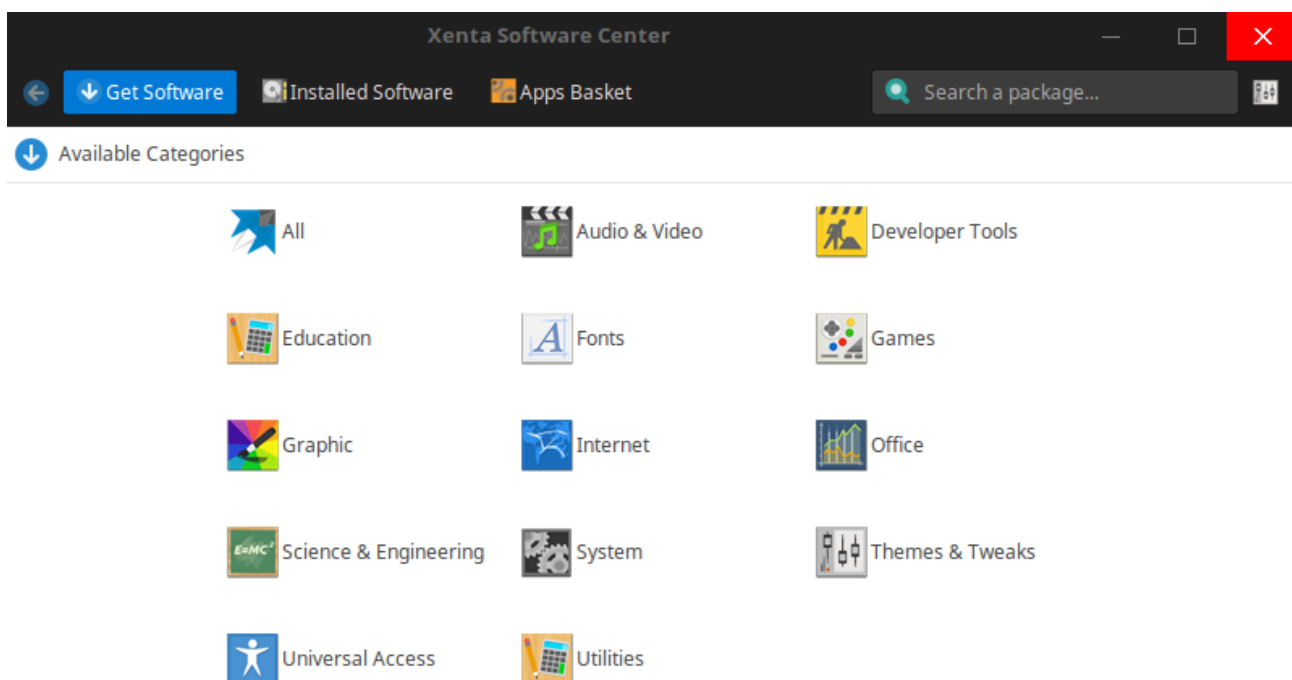 Xenta Software Center
Get Software Installed Software Apps Basket Search a package...
Available Categories
All Audio & Video Developer Tools
Education Fonts Games
Graphic Internet Office
E=MC² Science & Engineering System Themes & Tweaks
Universal Access Utilities